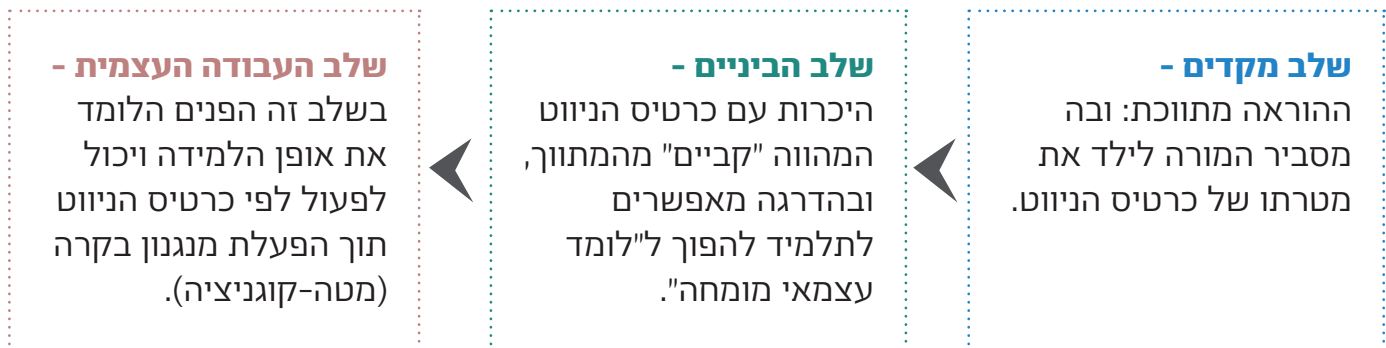 שלב מקדים -
ההוראה מתווכת: ובה
מסביר המורה לילד את
מטרתו של כרטיס הניווט.
שלב הביניים -
היכרות עם כרטיס הניווט
המהווה "קביים" מהמתווך,
ובהדרגה מאפשרים
לתלמיד להפוך ל"לומד
עצמאי מומחה".
שלב העבודה העצמית -
בשלב זה הפנים הלומד
את אופן הלמידה ויכול
לפעול לפי כרטיס הניווט
תוך הפעלת מנגנון בקרה
(מטה-קוגניציה).